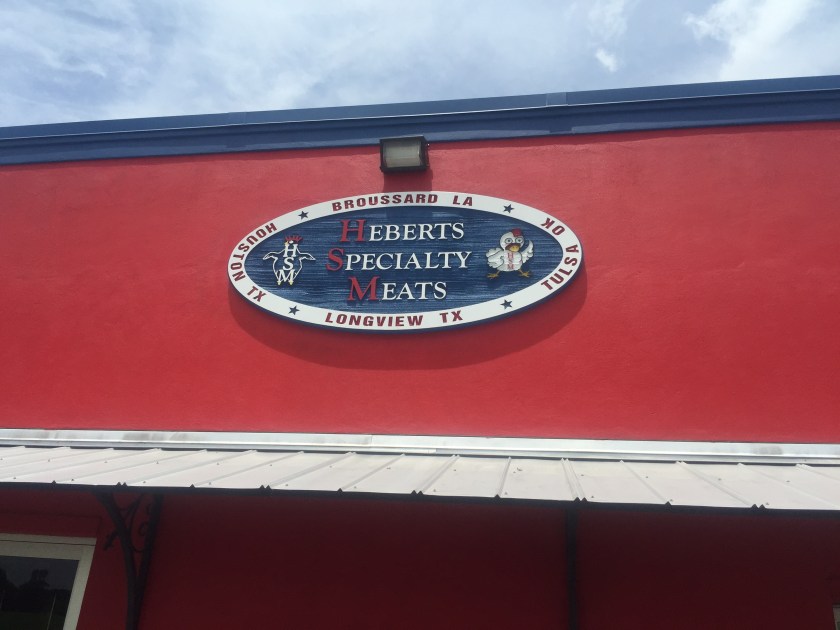 BROUSSARD LA
HOUSTON TX
HSM
HEBERTS
SPECIALTY
MEATS
TULSA OK
LONGVIEW TX